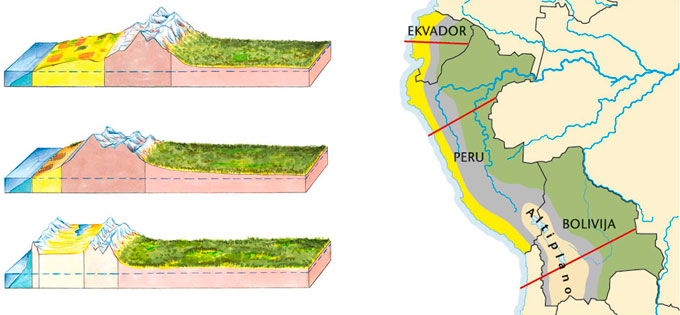 EKVADOR
PERU
BOLIVIJA
Altiplano